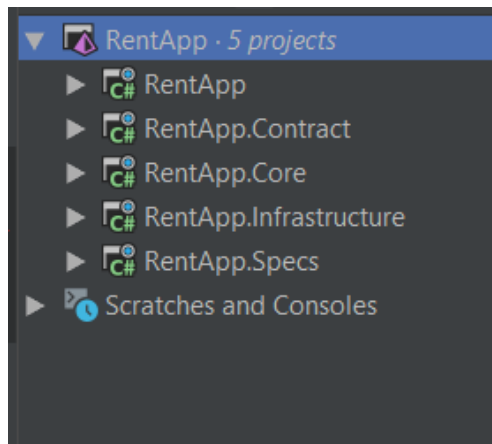 RentApp · 5 projects
C# RentApp
C# RentApp.Contract
C# RentApp.Core
C# RentApp.Infrastructure
C# RentApp.Specs
Scratches and Consoles